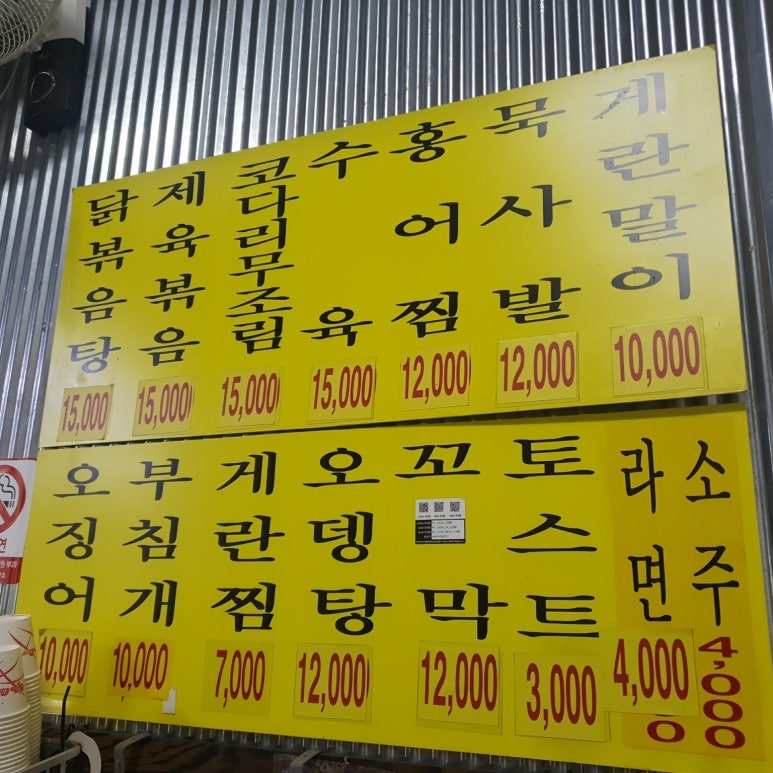 닭볶음탕 15,000
제육볶음 15,000
코다리무조림 15,000
수육 15,000
홍어찜 12,000
묵사발 12,000
게란말이 10,000
오징어 10,000
부침개 10,000
게란찜 7,000
오뎅탕 12,000
꼬막 12,000
토스트 3,000
라면 4,000
소주 4,000
연